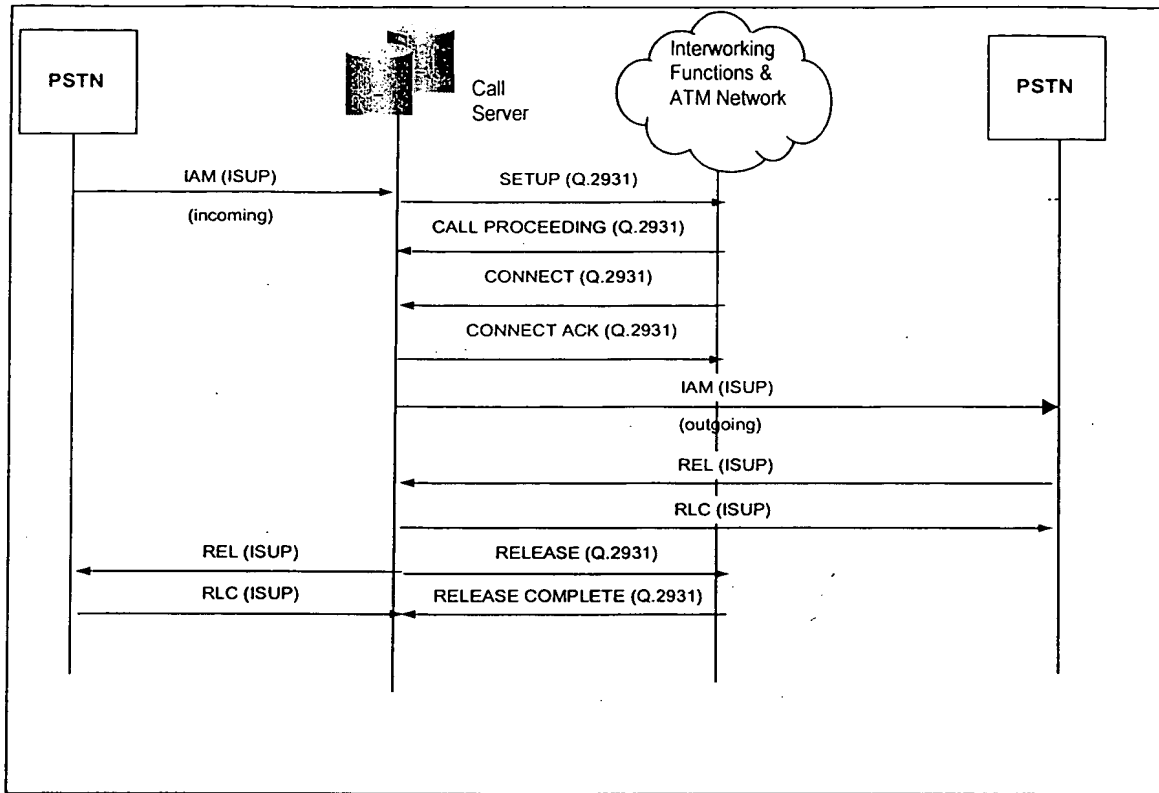 PSTN
Call
Server
Interworking
Functions &
ATM Network
PSTN
IAM (ISUP)
(incoming)
SETUP (Q.2931)
CALL PROCEEDING (Q.2931)
CONNECT (Q.2931)
CONNECT ACK (Q.2931)
IAM (ISUP)
(outgoing)
REL (ISUP)
RLC (ISUP)
REL (ISUP)
RELEASE (Q.2931)
RLC (ISUP)
RELEASE COMPLETE (Q.2931)